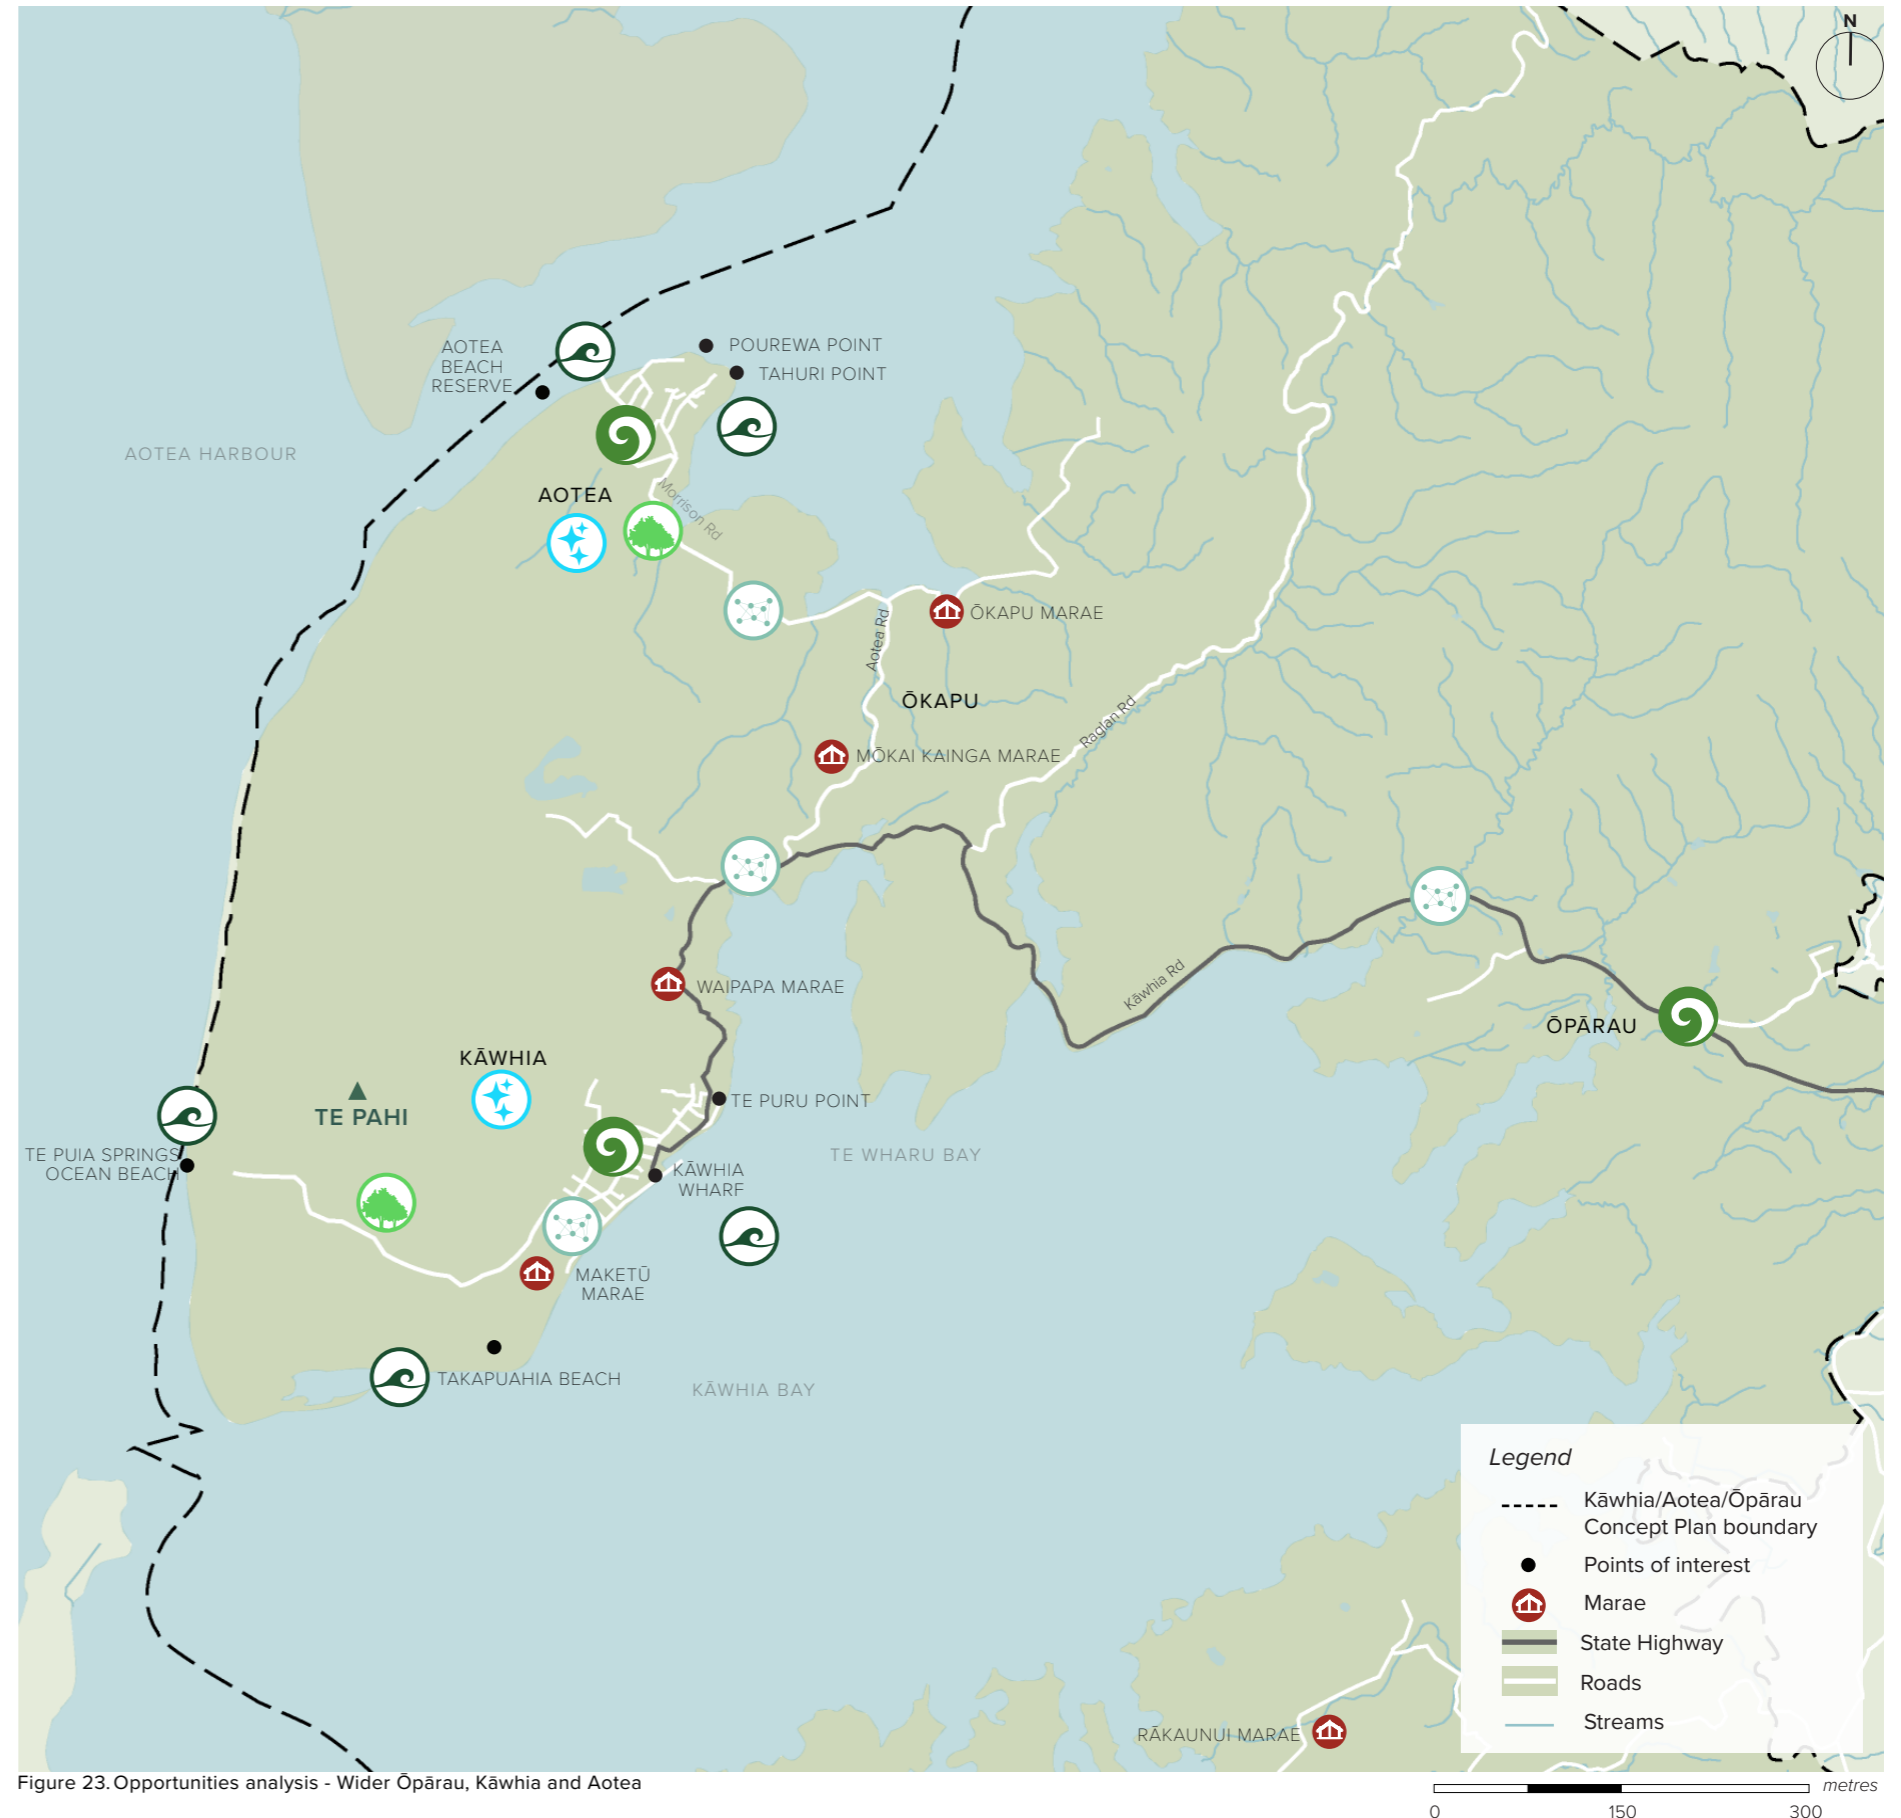 N
AOTEA
BEACH
RESERVE
POUREWA POINT
TAHURI POINT
AOTEA HARBOUR
AOTEA
Morrison Rd
ŌKAPU MARAE
Aotea Rd
ŌKAPU
Raglan Rd
MŌKAI KAINGA MARAE
WAIPAPA MARAE
Kāwhia Rd
ŌPĀRAU
KĀWHIA
TE PAHI
TE PURU POINT
TE PUIA SPRINGS
OCEAN BEACH
TE WHARU BAY
KĀWHIA
WHARF
MAKETŪ
MARAE
TAKAPUAHIA BEACH
KĀWHIA BAY
RĀKAUNUI MARAE
Legend
Kāwhia/Aotea/Ōpārau
Concept Plan boundary
Points of interest
Marae
State Highway
Roads
Streams
Figure 23. Opportunities analysis - Wider Ōpārau, Kāwhia and Aotea
metres
0 150 300